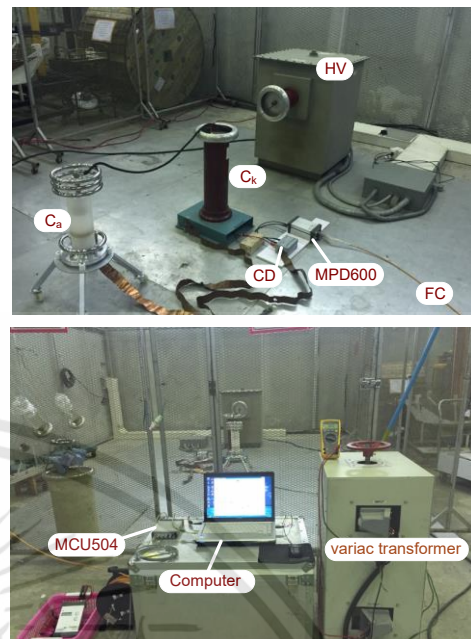 HV
Cₖ
Cₐ
CD
MPD600
FC
MCU504
Computer
variac transformer